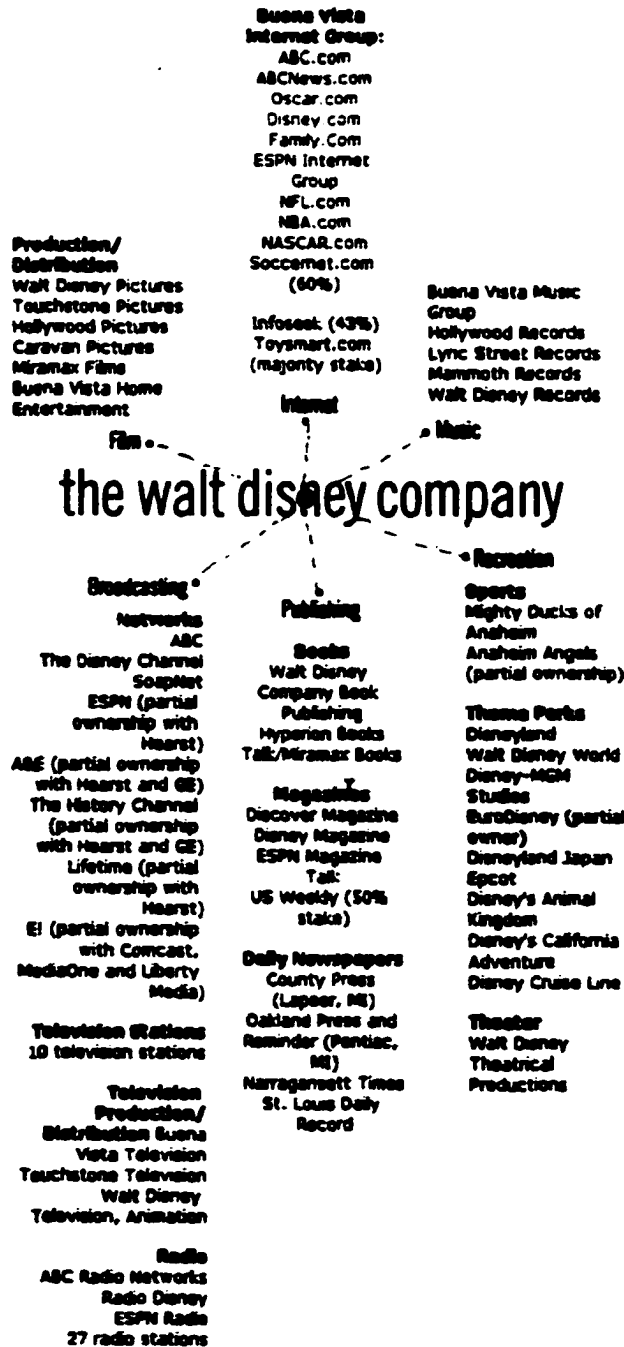 Buena Vista
Internet Group:
ABC.com
ABCNews.com
Oscar.com
Disney.com
Family.Com
ESPN Internet
Group
NFL.com
NBA.com
NASCAR.com
Soccernet.com
(60%)
Infoseek (43%)
Toysmart.com
(majority stake)
Internet
Production/
Distribution
Walt Disney Pictures
Touchstone Pictures
Hollywood Pictures
Caravan Pictures
Miramax Films
Buena Vista Home
Entertainment
Film
Buena Vista Music
Group
Hollywood Records
Lyric Street Records
Mammoth Records
Walt Disney Records
Music
the walt disney company
Broadcasting
Networks
ABC
The Disney Channel
SoapNet
ESPN (partial
ownership with
Hearst)
A&E (partial ownership
with Hearst and GE)
The History Channel
(partial ownership
with Hearst and GE)
Lifetime (partial
ownership with
Hearst)
E! (partial ownership
with Comcast,
MediaOne and Liberty
Media)
Television Stations
10 television stations
Television
Production/
Distribution Buena
Vista Television
Touchstone Television
Walt Disney
Television, Animation
Radio
ABC Radio Networks
Radio Disney
ESPN Radio
27 radio stations
Publishing
Books
Walt Disney
Company Book
Publishing
Hyperion Books
Talk/Miramax Books
Magazines
Discover Magazine
Disney Magazine
ESPN Magazine
Talk
US Weekly (50%
stake)
Daily Newspapers
County Press
(Lapeer, MI)
Oakland Press and
Reminder (Pontiac,
MI)
Narragansett Times
St. Louis Daily
Record
Recreation
Sports
Mighty Ducks of
Anaheim
Anaheim Angels
(partial ownership)
Theme Parks
Disneyland
Walt Disney World
Disney-MGM
Studios
EuroDisney (partial
owner)
Disneyland Japan
Epcot
Disney's Animal
Kingdom
Disney's California
Adventure
Disney Cruise Line
Theater
Walt Disney
Theatrical
Productions